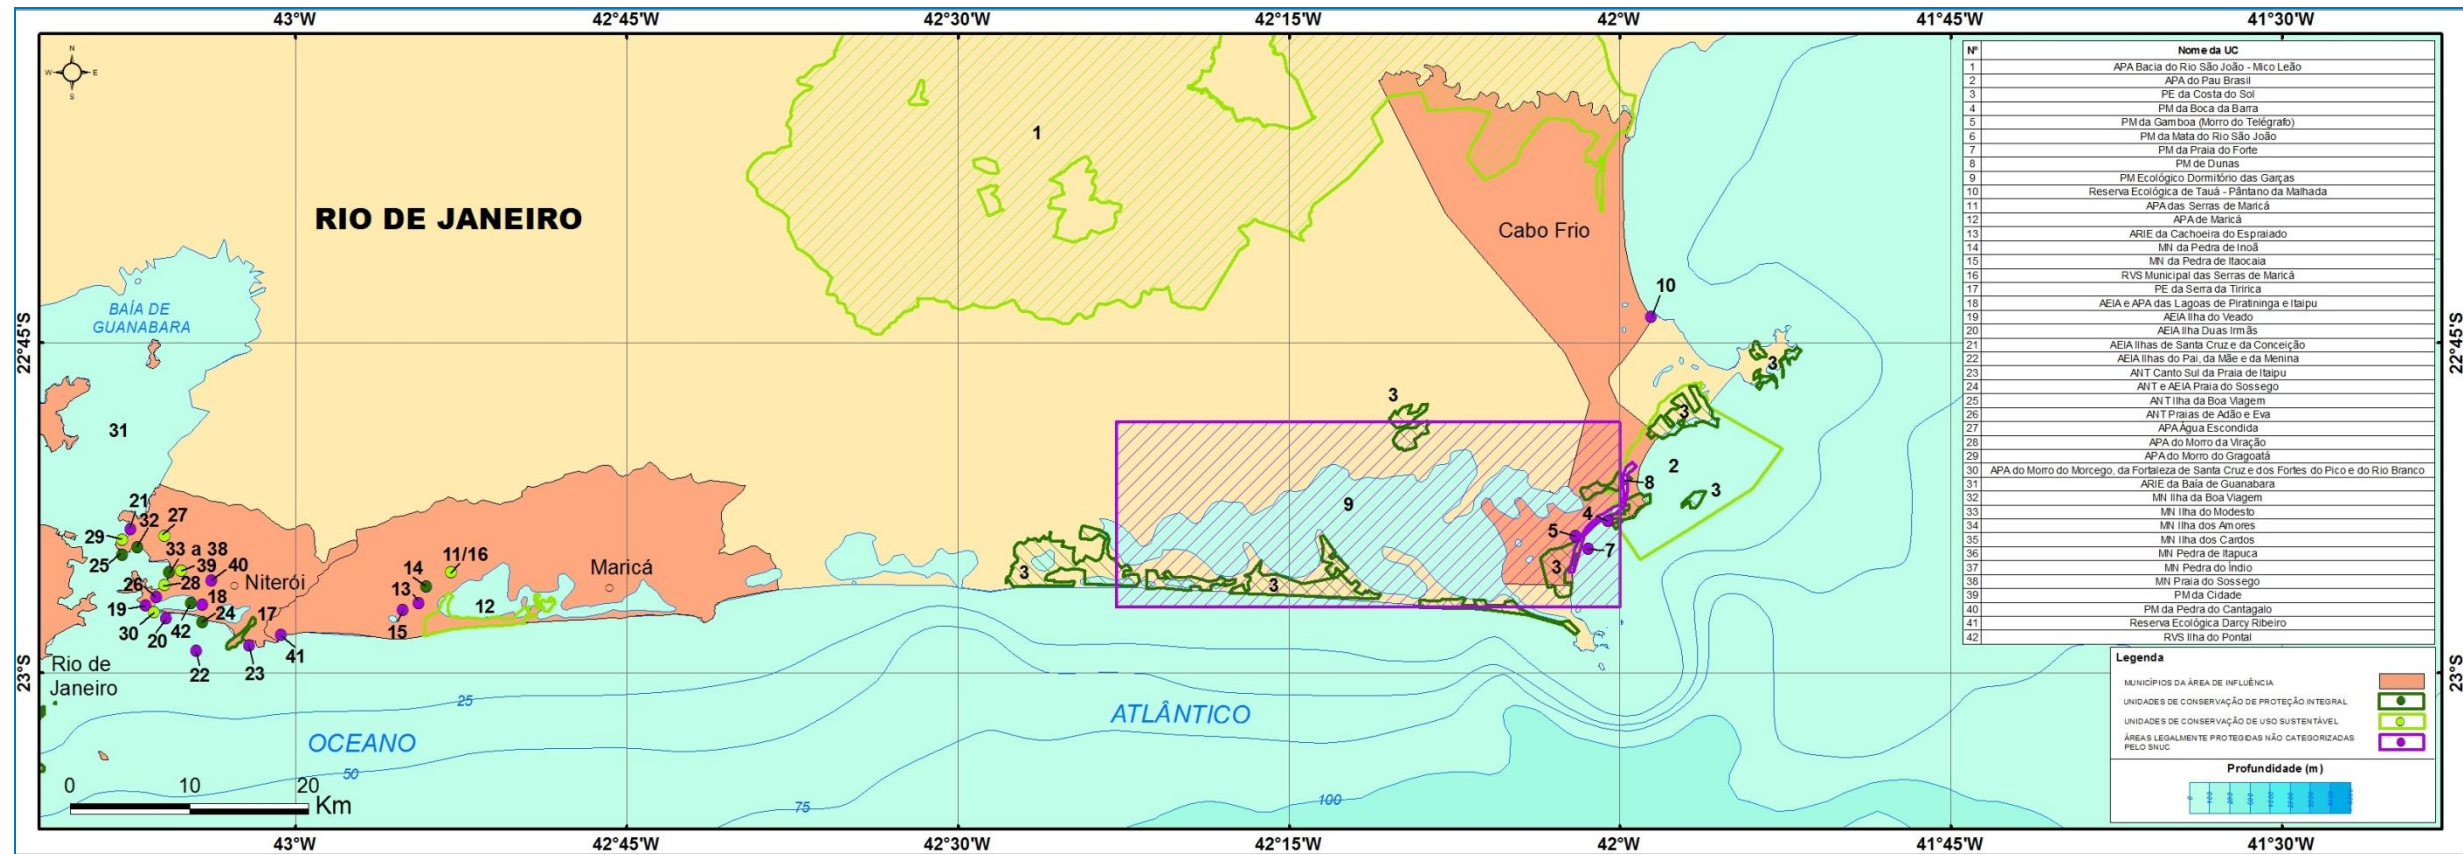 43°W 42°45'W 42°30'W 42°15'W 42°W 41°45'W 41°30'W
N
W E
S
Nº Nome da UC
1 APA Bacia do Rio São João - Mico Leão
2 APA do Pau Brasil
3 PE da Costa do Sol
4 PM da Boca da Barra
5 PM da Gamboa (Morro do Telégrafo)
6 PM da Mata do Rio São João
7 PM da Praia do Forte
8 PM de Dunas
9 PM Ecológico Dormitório das Garças
10 Reserva Ecológica de Tauá - Pântano da Malhada
11 APA das Serras de Maricá
12 APA de Maricá
13 ARIE da Cachoeira do Espraiado
14 MN da Pedra de Inoã
15 MN da Pedra de Itaocaia
16 RVS Municipal das Serras de Maricá
17 PE da Serra da Tiririca
18 AEIA e APA das Lagoas de Piratininga e Itaipu
19 AEIA Ilha do Veado
20 AEIA Ilha Duas Irmãs
21 AEIA Ilhas de Santa Cruz e da Conceição
22 AEIA Ilhas do Pai, da Mãe e da Menina
23 ANT Canto Sul da Praia de Itaipu
24 ANT e AEIA Praia do Sossego
25 ANT Ilha da Boa Viagem
26 ANT Praias de Adão e Eva
27 APA Água Escondida
28 APA do Morro da Viração
29 APA do Morro do Gragoatá
30 APA do Morro do Morcego, da Fortaleza de Santa Cruz e dos Fortes do Pico e do Rio Branco
31 ARIE da Baía de Guanabara
32 MN Ilha da Boa Viagem
33 MN Ilha do Modesto
34 MN Ilha dos Amores
35 MN Ilha dos Cardos
36 MN Pedra de Itapuca
37 MN Pedra do Índio
38 MN Praia do Sossego
39 PM da Cidade
40 PM da Pedra do Cantagalo
41 Reserva Ecológica Darcy Ribeiro
42 RVS Ilha do Pontal
1
RIO DE JANEIRO
Cabo Frio
10
BAÍA DE
GUANABARA
22°45'S 22°45'S
3
3
31
3
2
3
8
9
4
5
7
3
3
3
21
32 27
29
25
33 a 38
39
40
28
26
Niterói
19
18
24
17
30
20
42
22
23
41
11/16
14
13
15
12
Maricá
Rio de
Janeiro
23°S 23°S
25
50
75
100
OCEANO
ATLÂNTICO
0 10 20
Km
Legenda
MUNICÍPIOS DA ÁREA DE INFLUÊNCIA
UNIDADES DE CONSERVAÇÃO DE PROTEÇÃO INTEGRAL
UNIDADES DE CONSERVAÇÃO DE USO SUSTENTÁVEL
ÁREAS LEGALMENTE PROTEGIDAS NÃO CATEGORIZADAS
PELO SNUC
Profundidade (m)
0 100 200
43°W 42°45'W 42°30'W 42°15'W 42°W 41°45'W 41°30'W